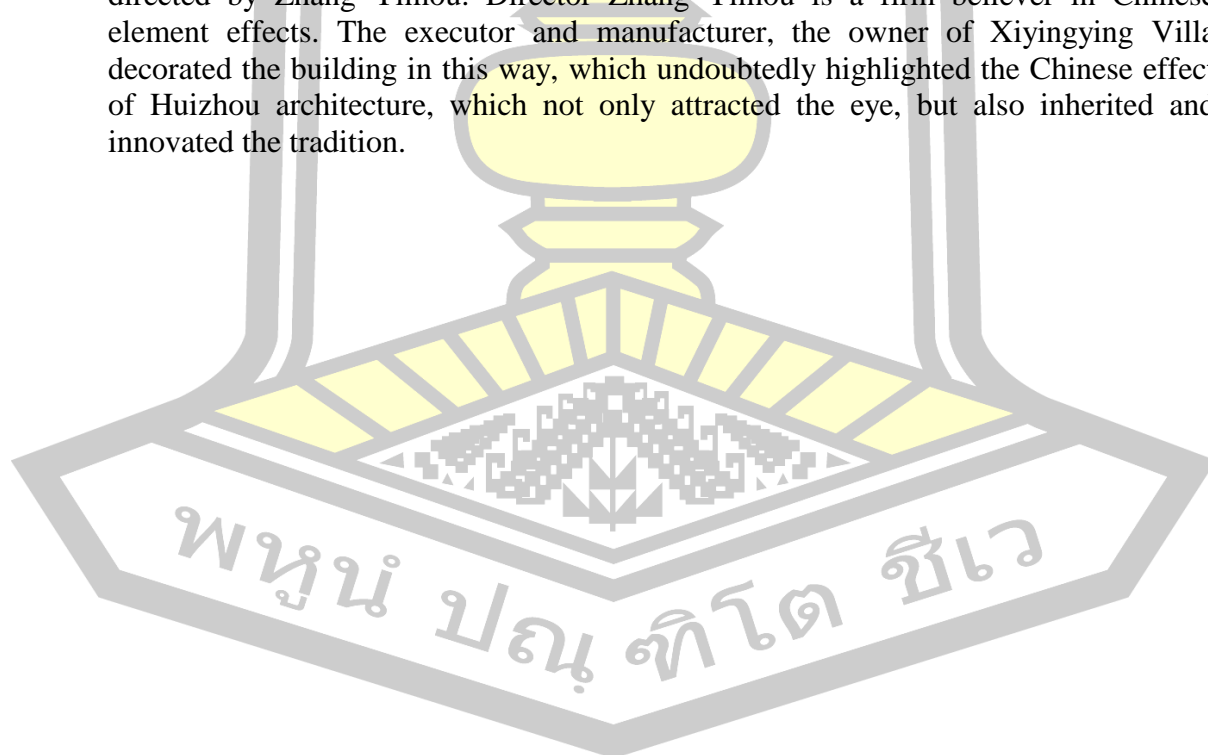 directed by Zhang Yimou. Director Zhang Yimou is a firm believer in Chinese
element effects. The executor and manufacturer, the owner of Xiyingying Villa
decorated the building in this way, which undoubtedly highlighted the Chinese effect
of Huizhou architecture, which not only attracted the eye, but also inherited and
innovated the tradition.
พหูนํ ปณฺฑิโต ชีเว